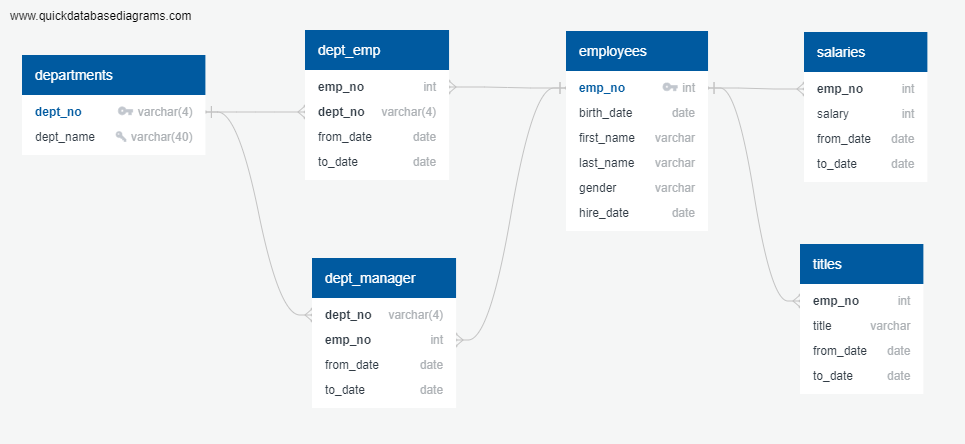 www.quickdatabasediagrams.com
departments
dept_no varchar(4)
dept_name varchar(40)
dept_emp
emp_no int
dept_no varchar(4)
from_date date
to_date date
dept_manager
dept_no varchar(4)
emp_no int
from_date date
to_date date
employees
emp_no int
birth_date date
first_name varchar
last_name varchar
gender varchar
hire_date date
salaries
emp_no int
salary int
from_date date
to_date date
titles
emp_no int
title varchar
from_date date
to_date date